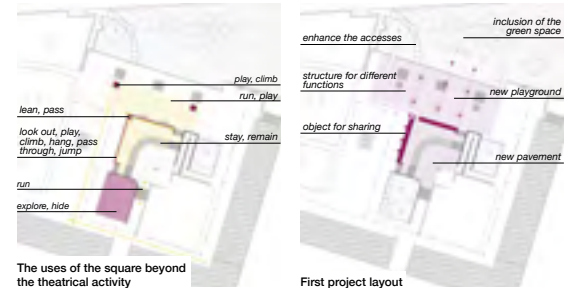 play, climb
run, play
lean, pass
look out, play,
climb, hang, pass
through, jump
stay, remain
run
explore, hide
The uses of the square beyond
the theatrical activity
inclusion of the
green space
enhance the accesses
structure for different
functions
new playground
object for sharing
new pavement
First project layout